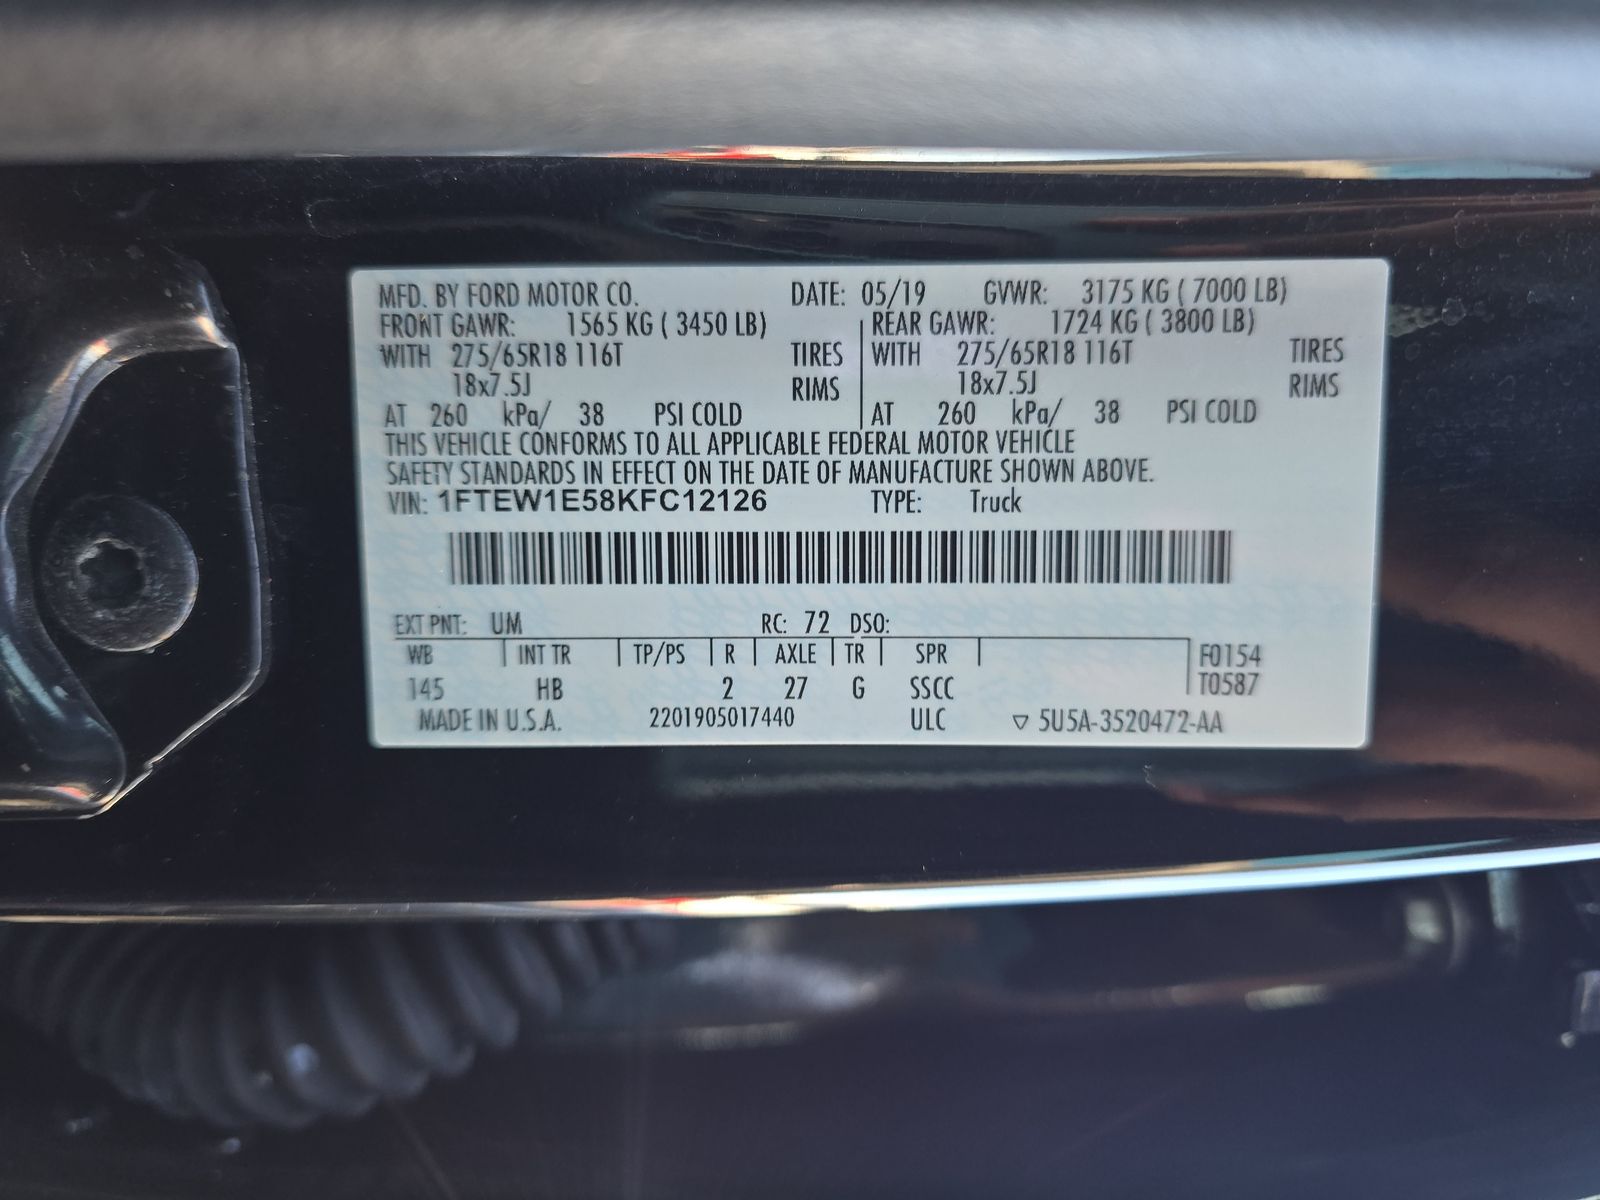 MFD. BY FORD MOTOR CO. DATE: 05/19 GVWR: 3175 KG ( 7000 LB)
FRONT GAWR: 1565 KG ( 3450 LB) REAR GAWR: 1724 KG ( 3800 LB)
WITH 275/65R18 116T TIRES WITH 275/65R18 116T TIRES
18x7.5J RIMS 18x7.5J RIMS
AT 260 kPa/ 38 PSI COLD AT 260 kPa/ 38 PSI COLD
THIS VEHICLE CONFORMS TO ALL APPLICABLE FEDERAL MOTOR VEHICLE
SAFETY STANDARDS IN EFFECT ON THE DATE OF MANUFACTURE SHOWN ABOVE.
VIN: 1FTEW1E58KFC12126 TYPE: Truck
EXT PNT: UM RC: 72 DSO:
WB INT TR TP/PS R AXLE TR SPR F0154
145 HB 2 27 G SSCC T0587
MADE IN U.S.A. 2201905017440 ULC ▽ 5U5A-3520472-AA